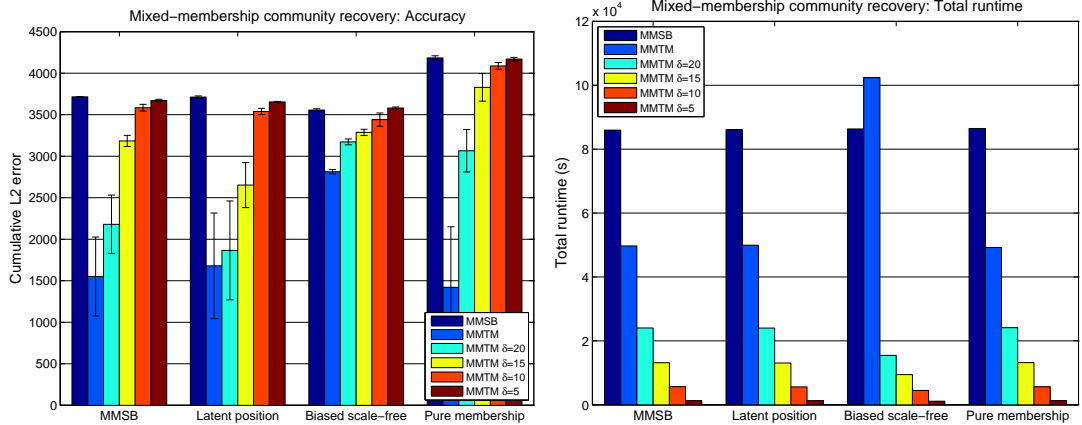 Mixed−membership community recovery: Accuracy
4500
4000
3500
3000
2500
2000
1500
1000
500
0
Cumulative L2 error
MMSB
MMTM
MMTM δ=20
MMTM δ=15
MMTM δ=10
MMTM δ=5
MMSB Latent position Biased scale−free Pure membership
Mixed−membership community recovery: Total runtime
12 x 10^4
10
8
6
4
2
0
Total runtime (s)
MMSB
MMTM
MMTM δ=20
MMTM δ=15
MMTM δ=10
MMTM δ=5
MMSB Latent position Biased scale−free Pure membership